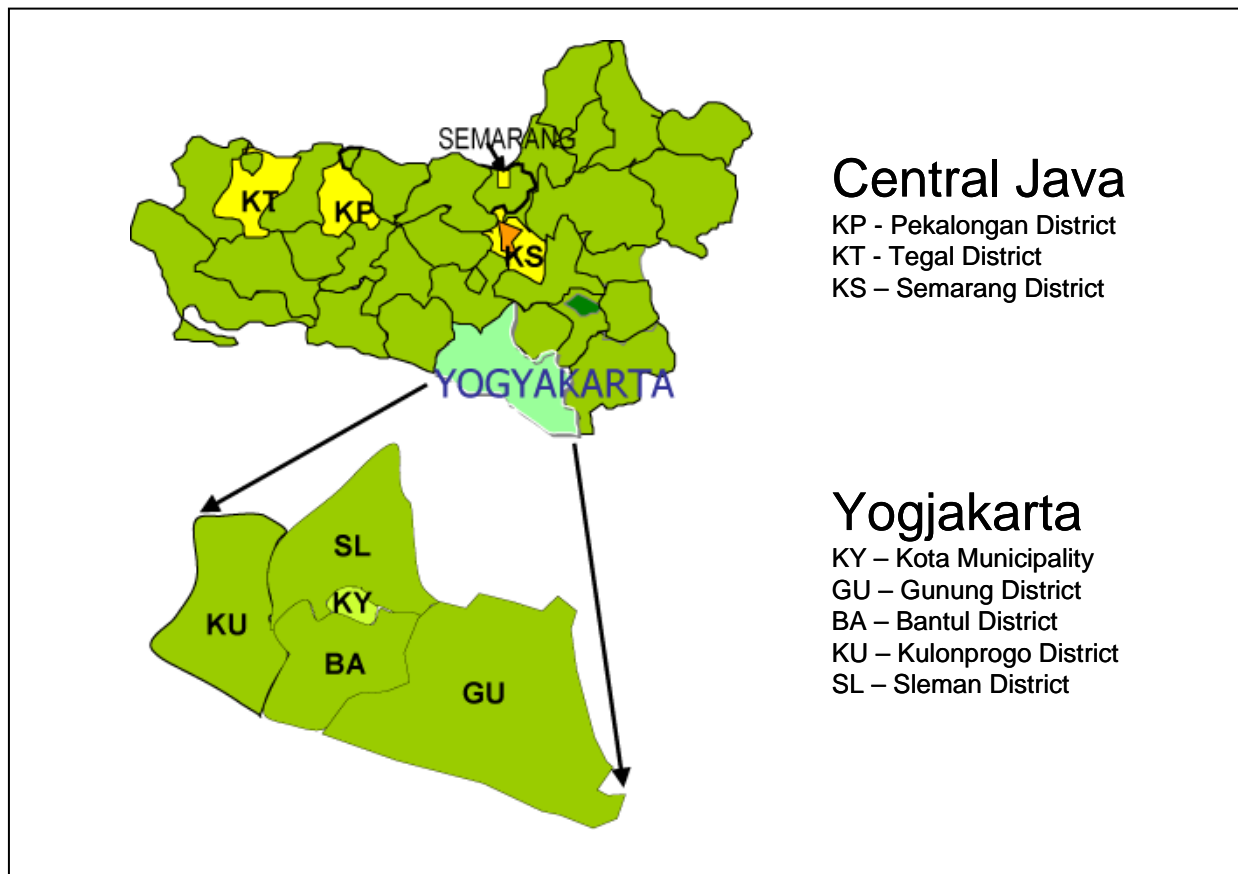 SEMARANG
KT
KP
KS
YOGYAKARTA
SL
KY
KU
BA
GU
Central Java
KP - Pekalongan District
KT - Tegal District
KS – Semarang District
Yogjakarta
KY – Kota Municipality
GU – Gunung District
BA – Bantul District
KU – Kulonprogo District
SL – Sleman District